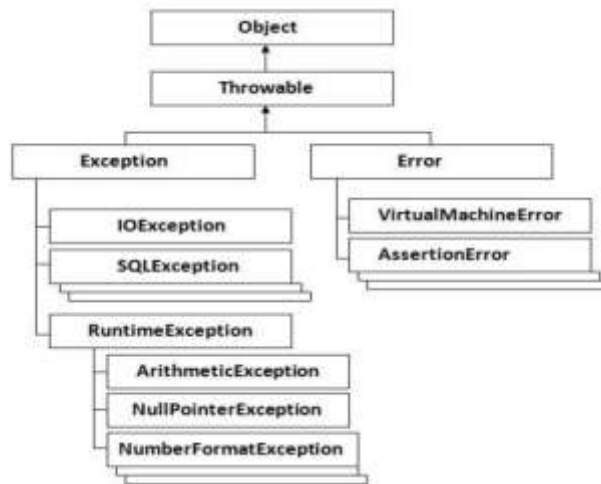 Object
Throwable
Exception
Error
IOException
SQLException
RuntimeException
ArithmeticException
NullPointerException
NumberFormatException
VirtualMachineError
AssertionError